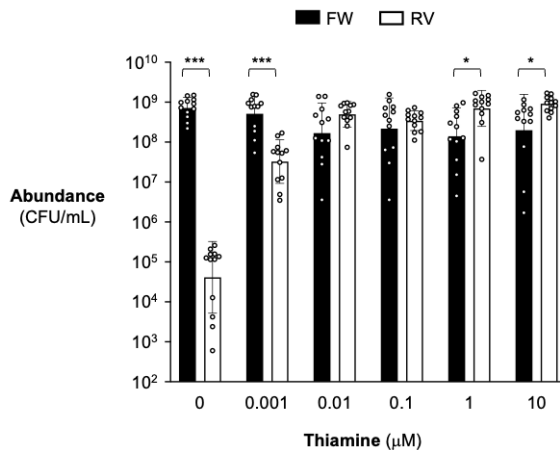 FW RV
*** *** * *
10¹⁰
10⁹
10⁸
10⁷
10⁶
10⁵
10⁴
10³
10²
Abundance
(CFU/mL)
0 0.001 0.01 0.1 1 10
Thiamine (μM)